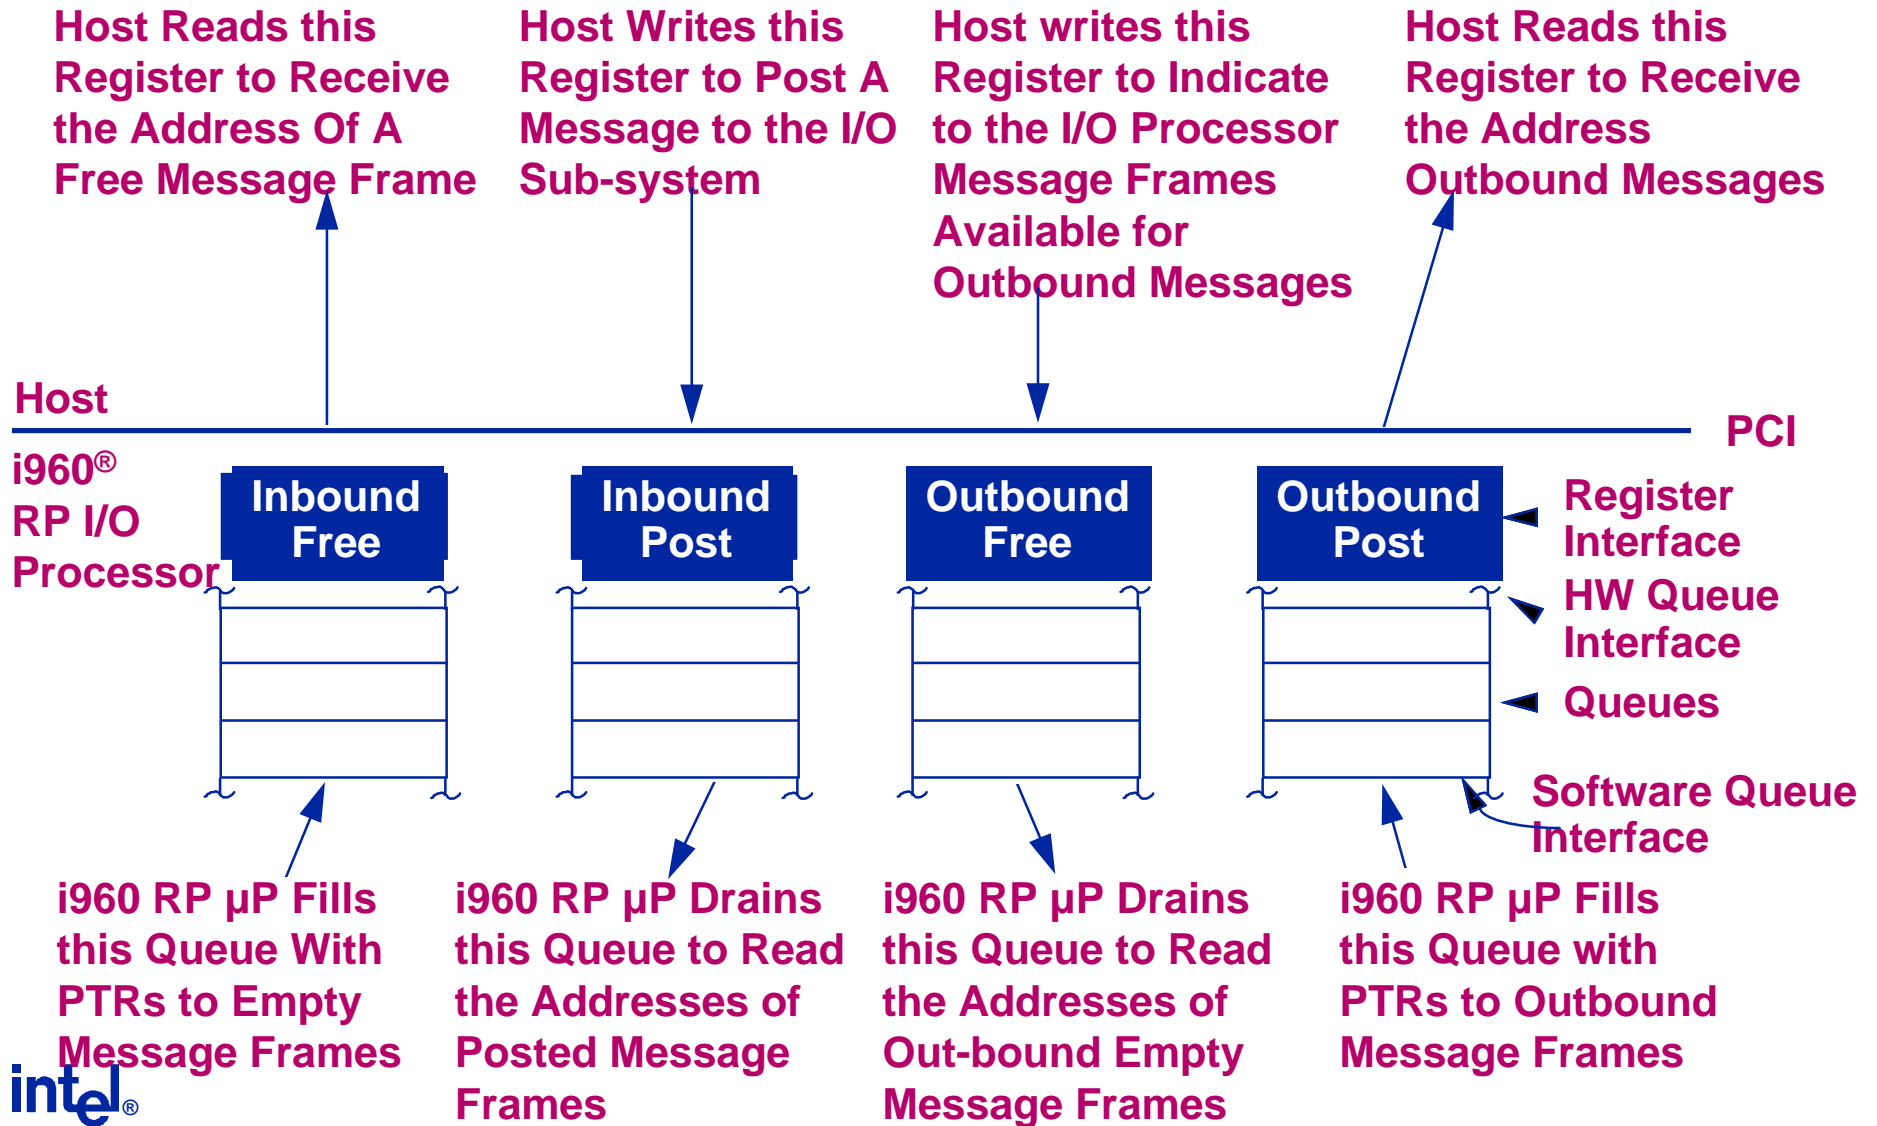 Host Reads this
Register to Receive
the Address Of A
Free Message Frame
Host Writes this
Register to Post A
Message to the I/O
Sub-system
Host writes this
Register to Indicate
to the I/O Processor
Message Frames
Available for
Outbound Messages
Host Reads this
Register to Receive
the Address
Outbound Messages
Host
PCI
i960®
RP I/O
Processor
Inbound
Free
Inbound
Post
Outbound
Free
Outbound
Post
Register
Interface
HW Queue
Interface
Queues
Software Queue
Interface
i960 RP µP Fills
this Queue With
PTRs to Empty
Message Frames
i960 RP µP Drains
this Queue to Read
the Addresses of
Posted Message
Frames
i960 RP µP Drains
this Queue to Read
the Addresses of
Out-bound Empty
Message Frames
i960 RP µP Fills
this Queue with
PTRs to Outbound
Message Frames
intel®